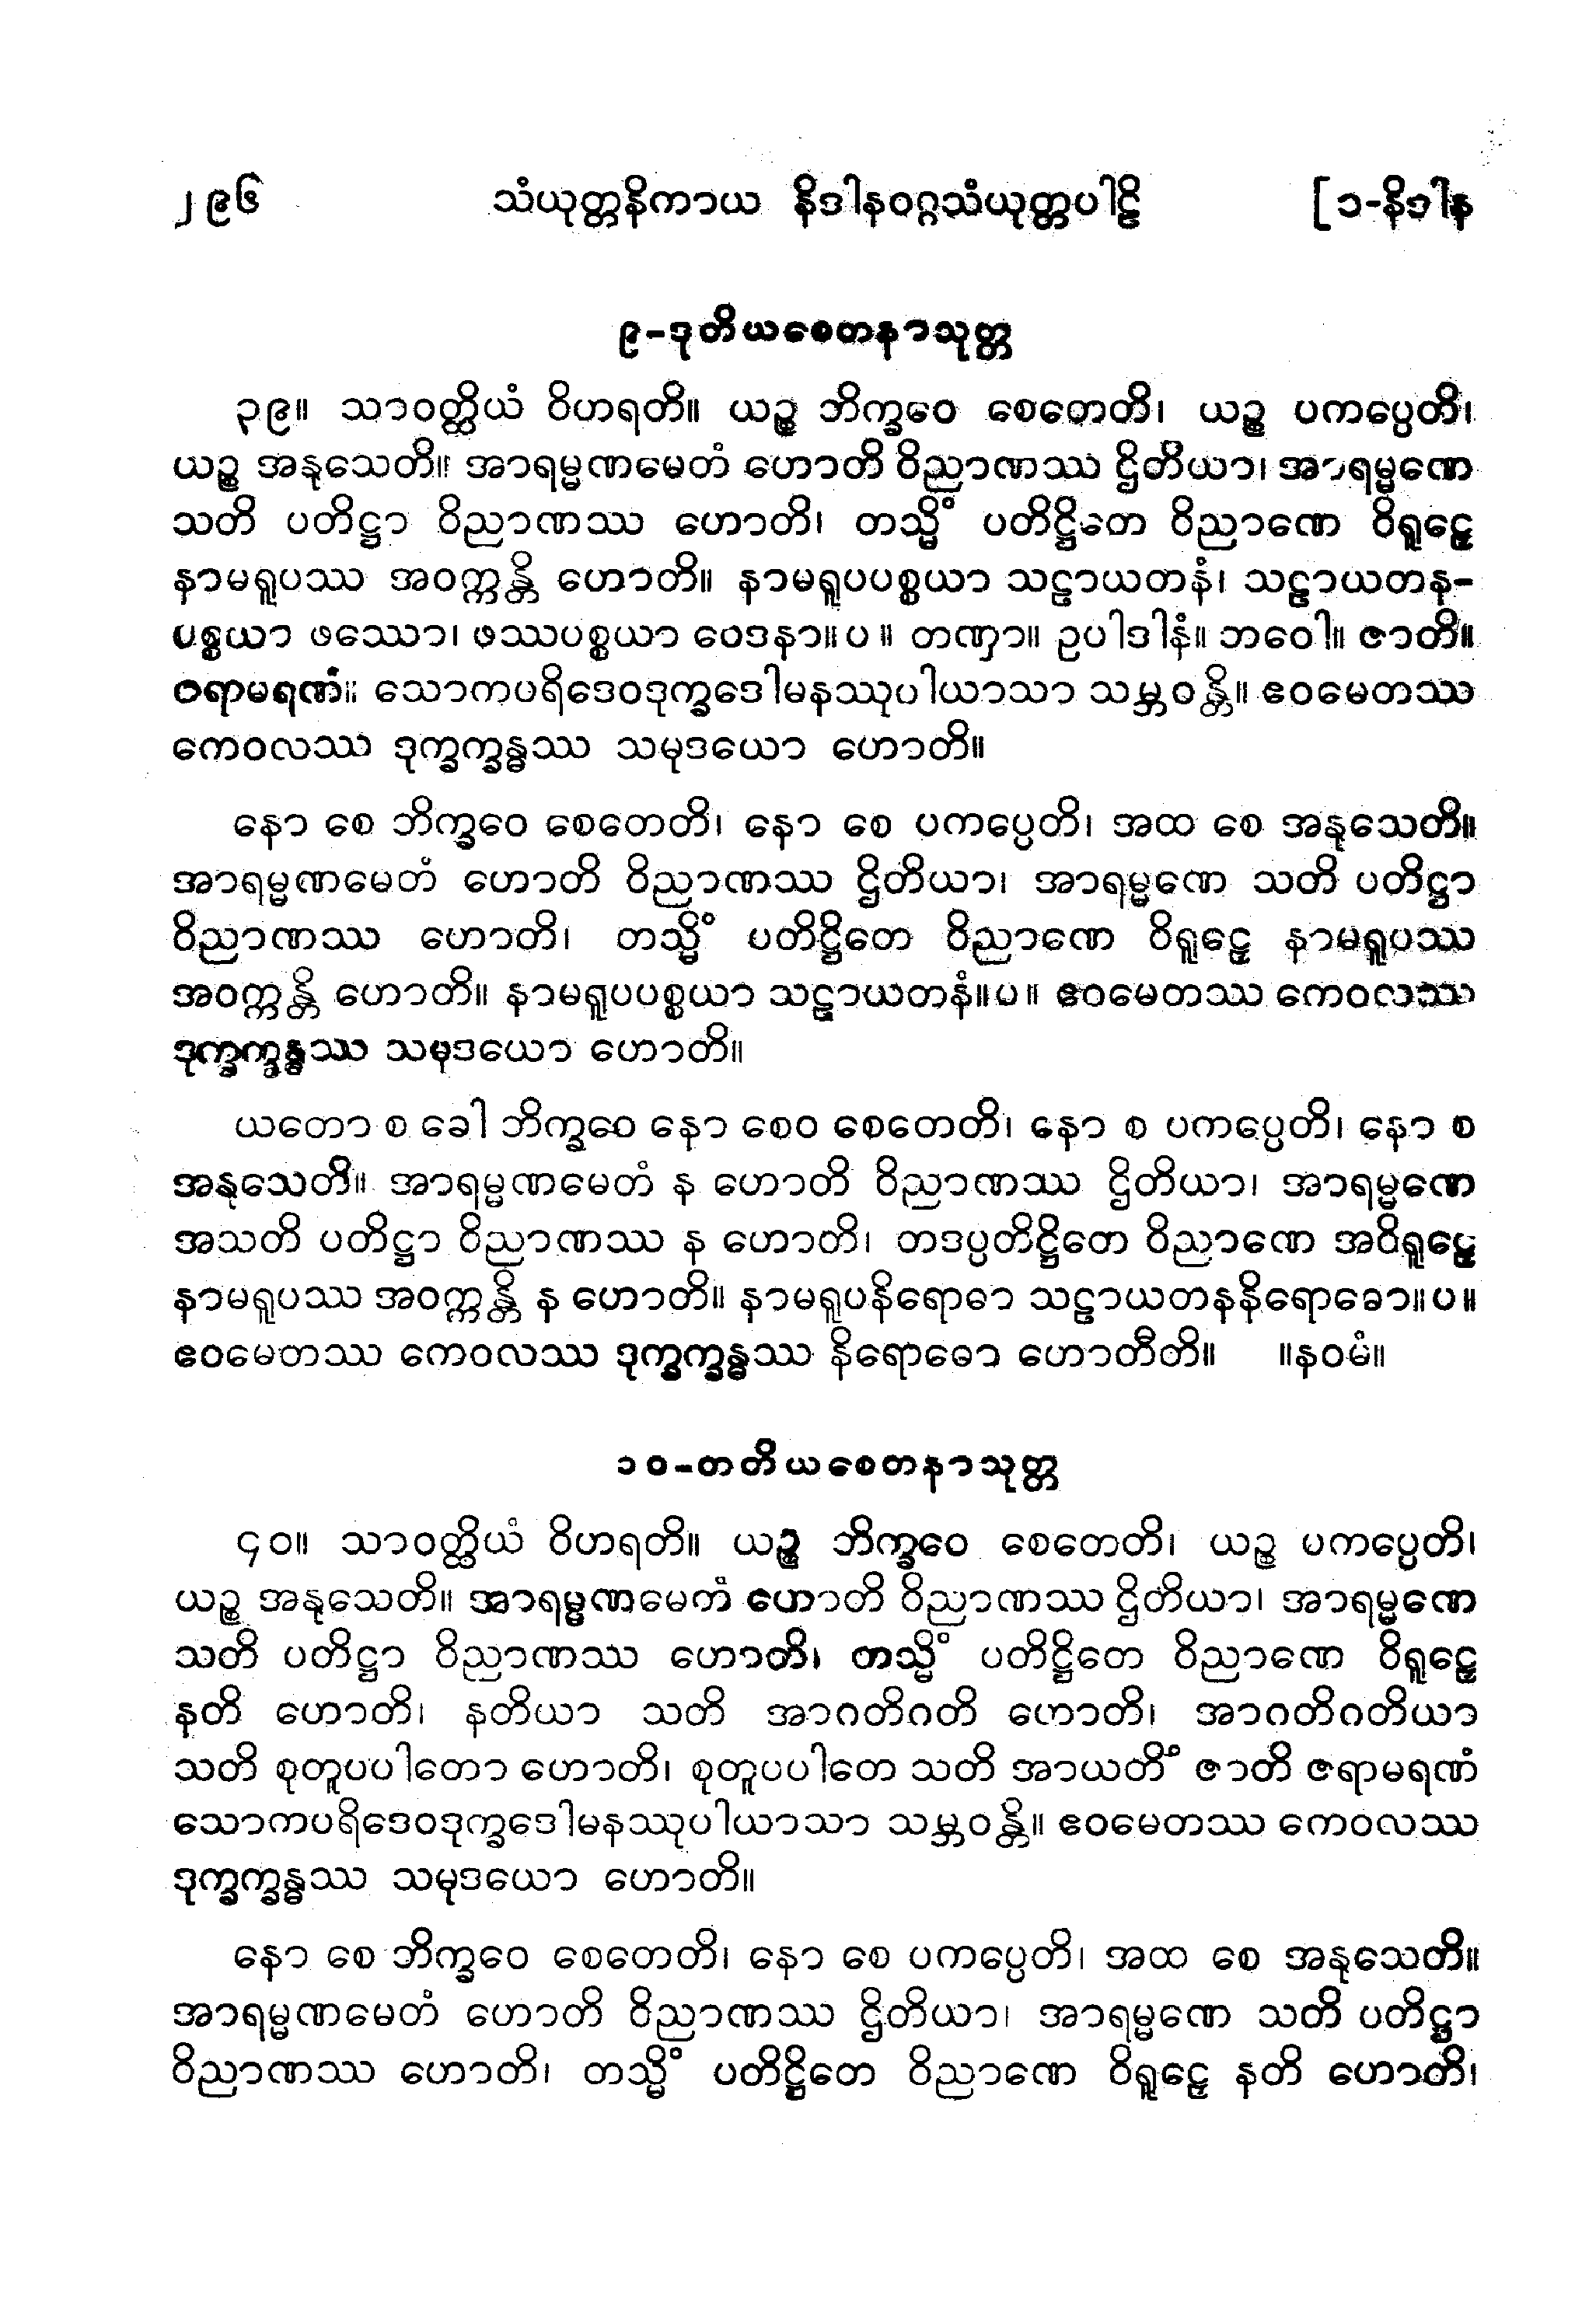 ၂၉၆ သံယုတ္တနိကာယ နိဒါနဝဂ္ဂသံယုတ္တပါဠိ [၁-နိဒါန
၉-ဒုတိယစေတနာသုတ္တ
၃၉။ သာဝတ္ထိယံ ဝိဟရတိ။ ယဉ္စ ဘိက္ခဝေ စေတေတိ၊ ယဉ္စ ပကပ္ပေတိ၊
ယဉ္စ အနုသေတိ။ အာရမ္မဏမေတံ ဟောတိ ဝိညာဏဿ ဌိတိယာ၊ အာရမ္မဏေ
သတိ ပတိဋ္ဌာ ဝိညာဏဿ ဟောတိ၊ တသ္မိံ ပတိဋ္ဌိတေ ဝိညာဏေ ဝိရူဠှေ
နာမရူပဿ အဝက္ကန္တိ ဟောတိ။ နာမရူပပစ္စယာ သဠာယတနံ၊ သဠာယတန-
ပစ္စယာ ဖဿော၊ ဖဿပစ္စယာ ဝေဒနာ။ပ။ တဏှာ။ ဥပါဒါနံ။ ဘဝေါ။ ဇာတိ။
ဇရာမရဏံ။ သောကပရိဒေဝဒုက္ခဒေါမနဿုပါယာသာ သမ္ဘဝန္တိ။ ဧဝမေတဿ
ကေဝလဿ ဒုက္ခက္ခန္ဓဿ သမုဒယော ဟောတိ။
နော စေ ဘိက္ခဝေ စေတေတိ၊ နော စေ ပကပ္ပေတိ၊ အထ စေ အနုသေတိ။
အာရမ္မဏမေတံ ဟောတိ ဝိညာဏဿ ဌိတိယာ၊ အာရမ္မဏေ သတိ ပတိဋ္ဌာ
ဝိညာဏဿ ဟောတိ၊ တသ္မိံ ပတိဋ္ဌိတေ ဝိညာဏေ ဝိရူဠှေ နာမရူပဿ
အဝက္ကန္တိ ဟောတိ။ နာမရူပပစ္စယာ သဠာယတနံ။ပ။ ဧဝမေတဿ ကေဝလဿ
ဒုက္ခက္ခန္ဓဿ သမုဒယော ဟောတိ။
ယတော စ ခေါ ဘိက္ခဝေ နော စေဝ စေတေတိ၊ နော စ ပကပ္ပေတိ၊ နော စ
အနုသေတိ။ အာရမ္မဏမေတံ န ဟောတိ ဝိညာဏဿ ဌိတိယာ၊ အာရမ္မဏေ
အသတိ ပတိဋ္ဌာ ဝိညာဏဿ န ဟောတိ၊ တဒပ္ပတိဋ္ဌိတေ ဝိညာဏေ အဝိရူဠှေ
နာမရူပဿ အဝက္ကန္တိ န ဟောတိ။ နာမရူပနိရောဓာ သဠာယတနနိရောဓော။ပ။
ဧဝမေတဿ ကေဝလဿ ဒုက္ခက္ခန္ဓဿ နိရောဓော ဟောတီတိ။ ။နဝမံ။
၁၀-တတိယစေတနာသုတ္တ
၄၀။ သာဝတ္ထိယံ ဝိဟရတိ။ ယဉ္စ ဘိက္ခဝေ စေတေတိ၊ ယဉ္စ ပကပ္ပေတိ၊
ယဉ္စ အနုသေတိ။ အာရမ္မဏမေတံ ဟောတိ ဝိညာဏဿ ဌိတိယာ၊ အာရမ္မဏေ
သတိ ပတိဋ္ဌာ ဝိညာဏဿ ဟောတိ၊ တသ္မိံ ပတိဋ္ဌိတေ ဝိညာဏေ ဝိရူဠှေ
နတိ ဟောတိ၊ နတိယာ သတိ အာဂတိဂတိ ဟောတိ၊ အာဂတိဂတိယာ
သတိ စုတူပပါတော ဟောတိ၊ စုတူပပါတေ သတိ အာယတိံ ဇာတိ ဇရာမရဏံ
သောကပရိဒေဝဒုက္ခဒေါမနဿုပါယာသာ သမ္ဘဝန္တိ။ ဧဝမေတဿ ကေဝလဿ
ဒုက္ခက္ခန္ဓဿ သမုဒယော ဟောတိ။
နော စေ ဘိက္ခဝေ စေတေတိ၊ နော စေ ပကပ္ပေတိ၊ အထ စေ အနုသေတိ။
အာရမ္မဏမေတံ ဟောတိ ဝိညာဏဿ ဌိတိယာ၊ အာရမ္မဏေ သတိ ပတိဋ္ဌာ
ဝိညာဏဿ ဟောတိ၊ တသ္မိံ ပတိဋ္ဌိတေ ဝိညာဏေ ဝိရူဠှေ နတိ ဟောတိ၊